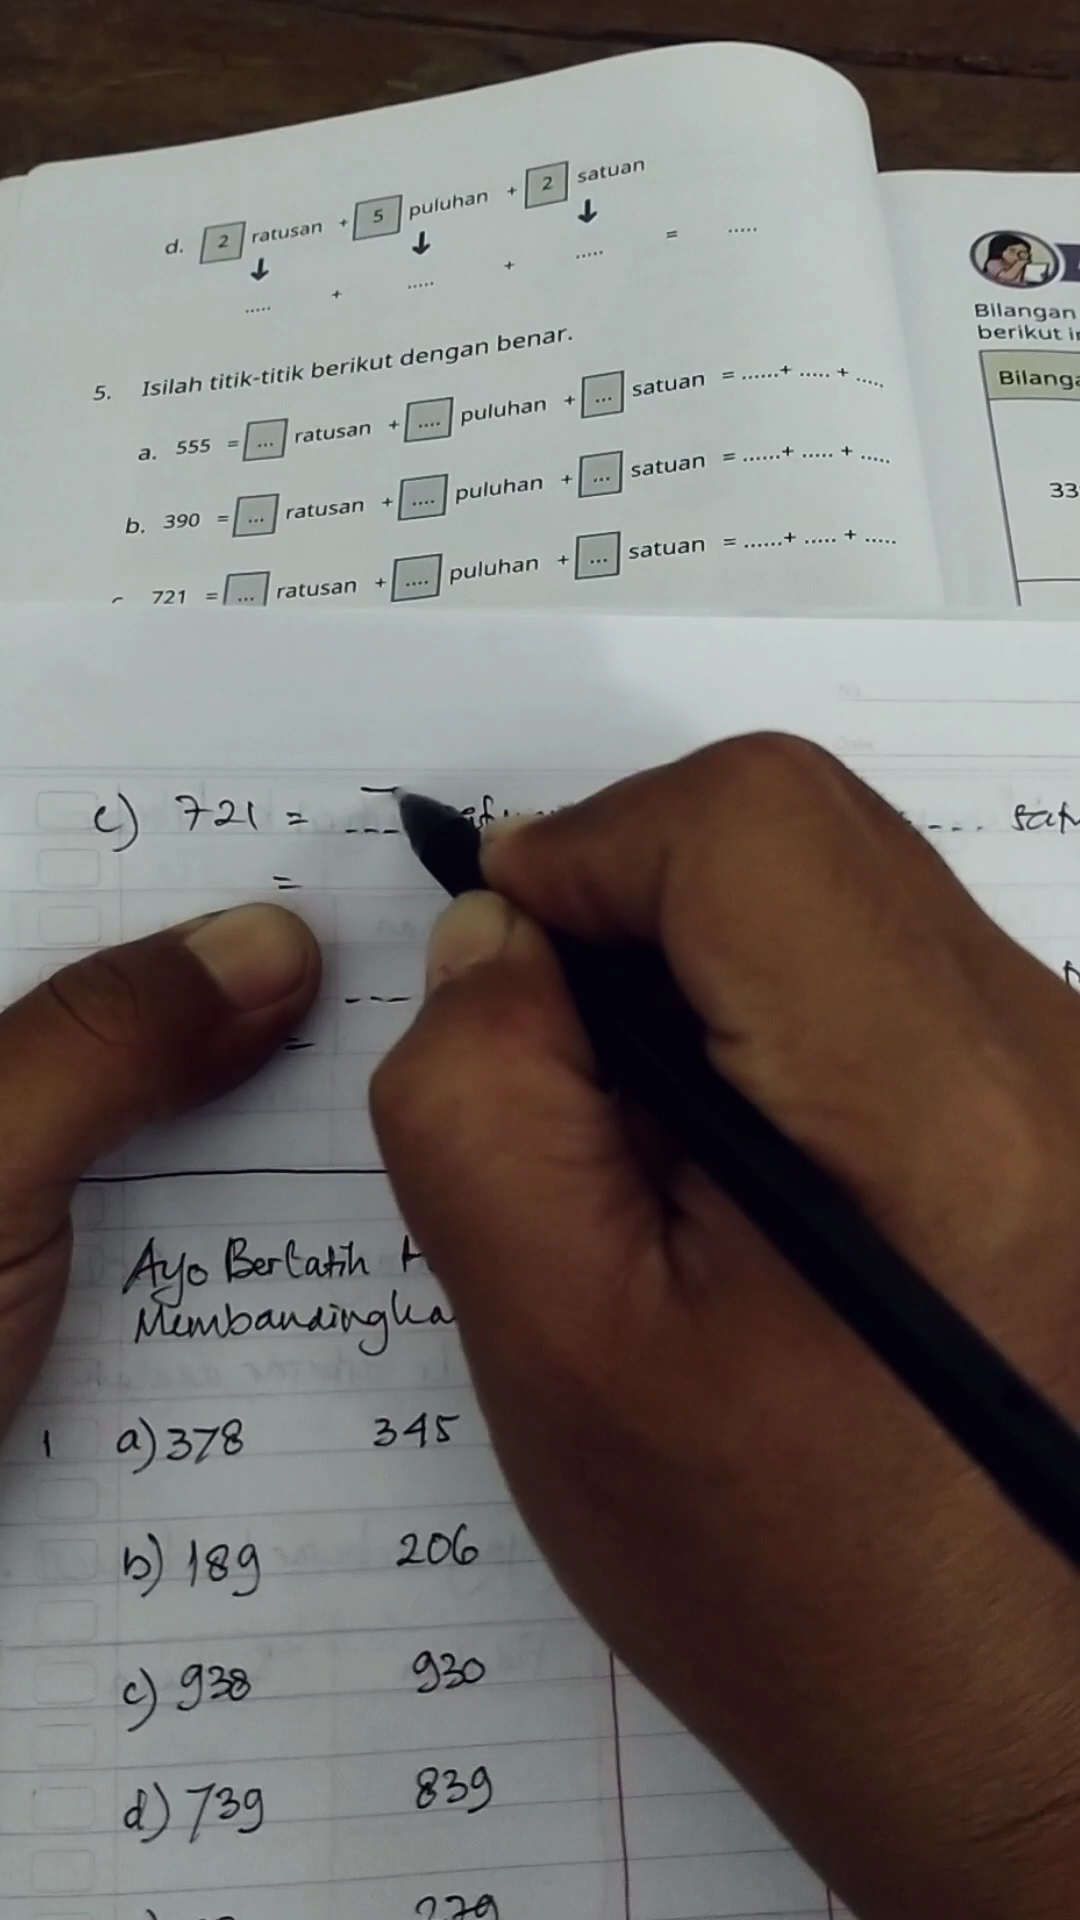 d. 2 ratusan + 5 puluhan + 2 satuan
..... + ..... + ..... = .....
5. Isilah titik-titik berikut dengan benar.
a. 555 = ... ratusan + .... puluhan + ... satuan = ......+ ..... + .....
b. 390 = ... ratusan + .... puluhan + ... satuan = ......+ ..... + .....
721 = ... ratusan + .... puluhan + ... satuan = ......+ ..... + .....
Bilangan
berikut
33
c) 721 = ---
--- 
=
---
=
Ayo Berlatih
1 a) 378 345
b) 189 206
c) 938 930
d) 739 839
279